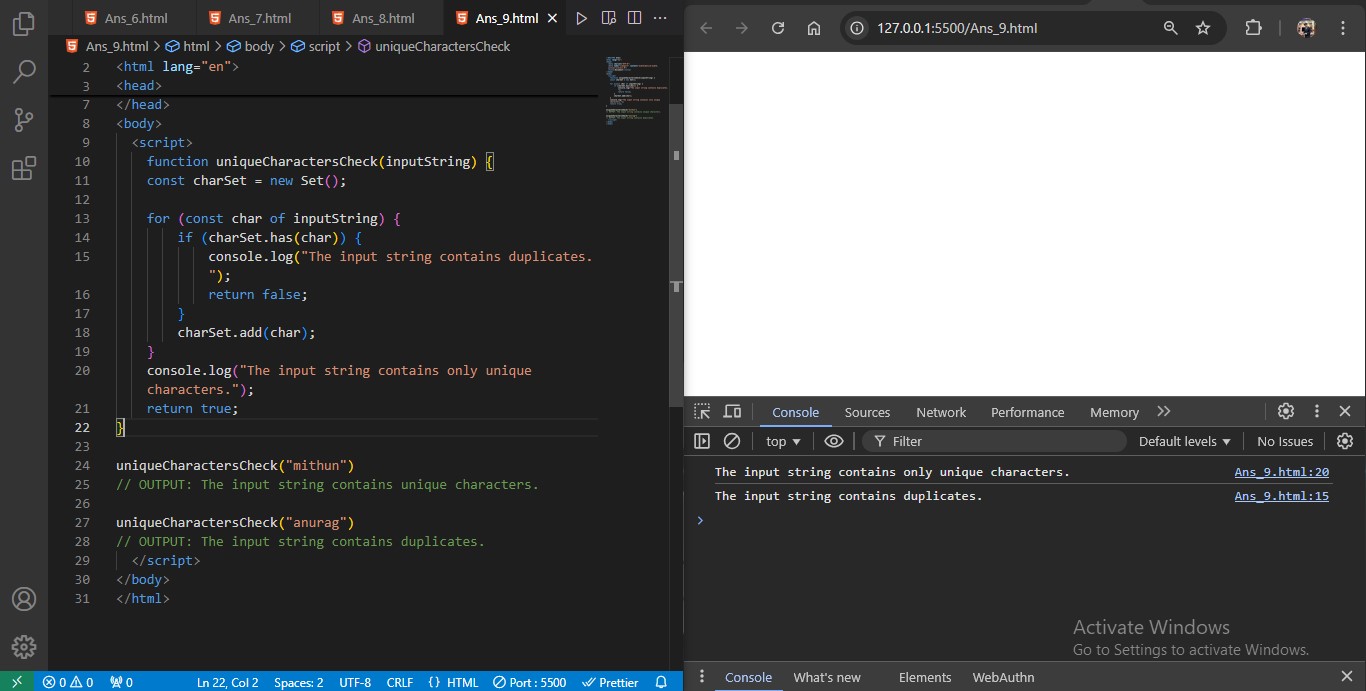 Ans_6.html Ans_7.html Ans_8.html Ans_9.html
Ans_9.html > html > body > script > uniqueCharactersCheck
2 <html lang="en">
3 <head>
7 </head>
8 <body>
9 <script>
10 function uniqueCharactersCheck(inputString) {
11 const charSet = new Set();
12
13 for (const char of inputString) {
14 if (charSet.has(char)) {
15 console.log("The input string contains duplicates.
");
16 return false;
17 }
18 charSet.add(char);
19 }
20 console.log("The input string contains only unique
characters.");
21 return true;
22 }
23
24 uniqueCharactersCheck("mithun")
25 // OUTPUT: The input string contains unique characters.
26
27 uniqueCharactersCheck("anurag")
28 // OUTPUT: The input string contains duplicates.
29 </script>
30 </body>
31 </html>
0 0 0 Ln 22, Col 2 Spaces: 2 UTF-8 CRLF {} HTML Port : 5500 Prettier
127.0.0.1:5500/Ans_9.html
Console Sources Network Performance Memory
top Filter Default levels No Issues
The input string contains only unique characters. Ans_9.html:20
The input string contains duplicates. Ans_9.html:15
Activate Windows
Go to Settings to activate Windows.
Console What's new Elements WebAuthn